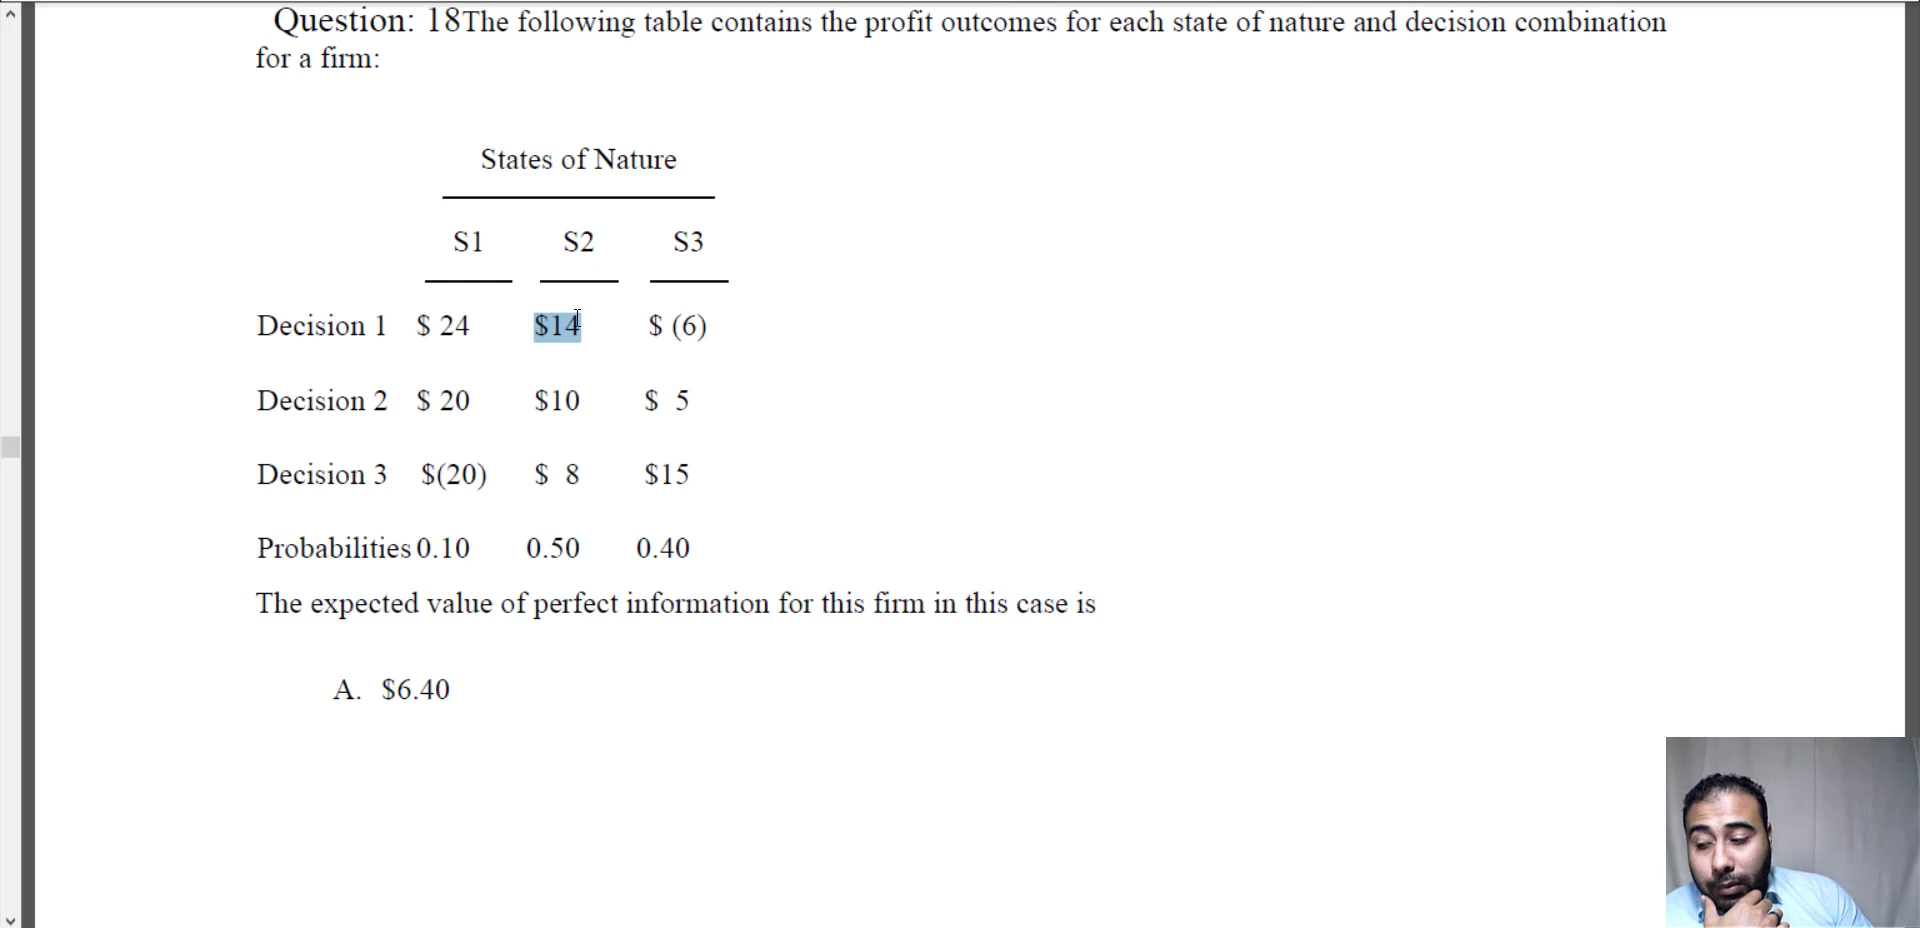 Question: 18The following table contains the profit outcomes for each state of nature and decision combination
for a firm:
States of Nature
S1 S2 S3
Decision 1 $ 24 $14 $ (6)
Decision 2 $ 20 $10 $ 5
Decision 3 $(20) $ 8 $15
Probabilities 0.10 0.50 0.40
The expected value of perfect information for this firm in this case is
A. $6.40